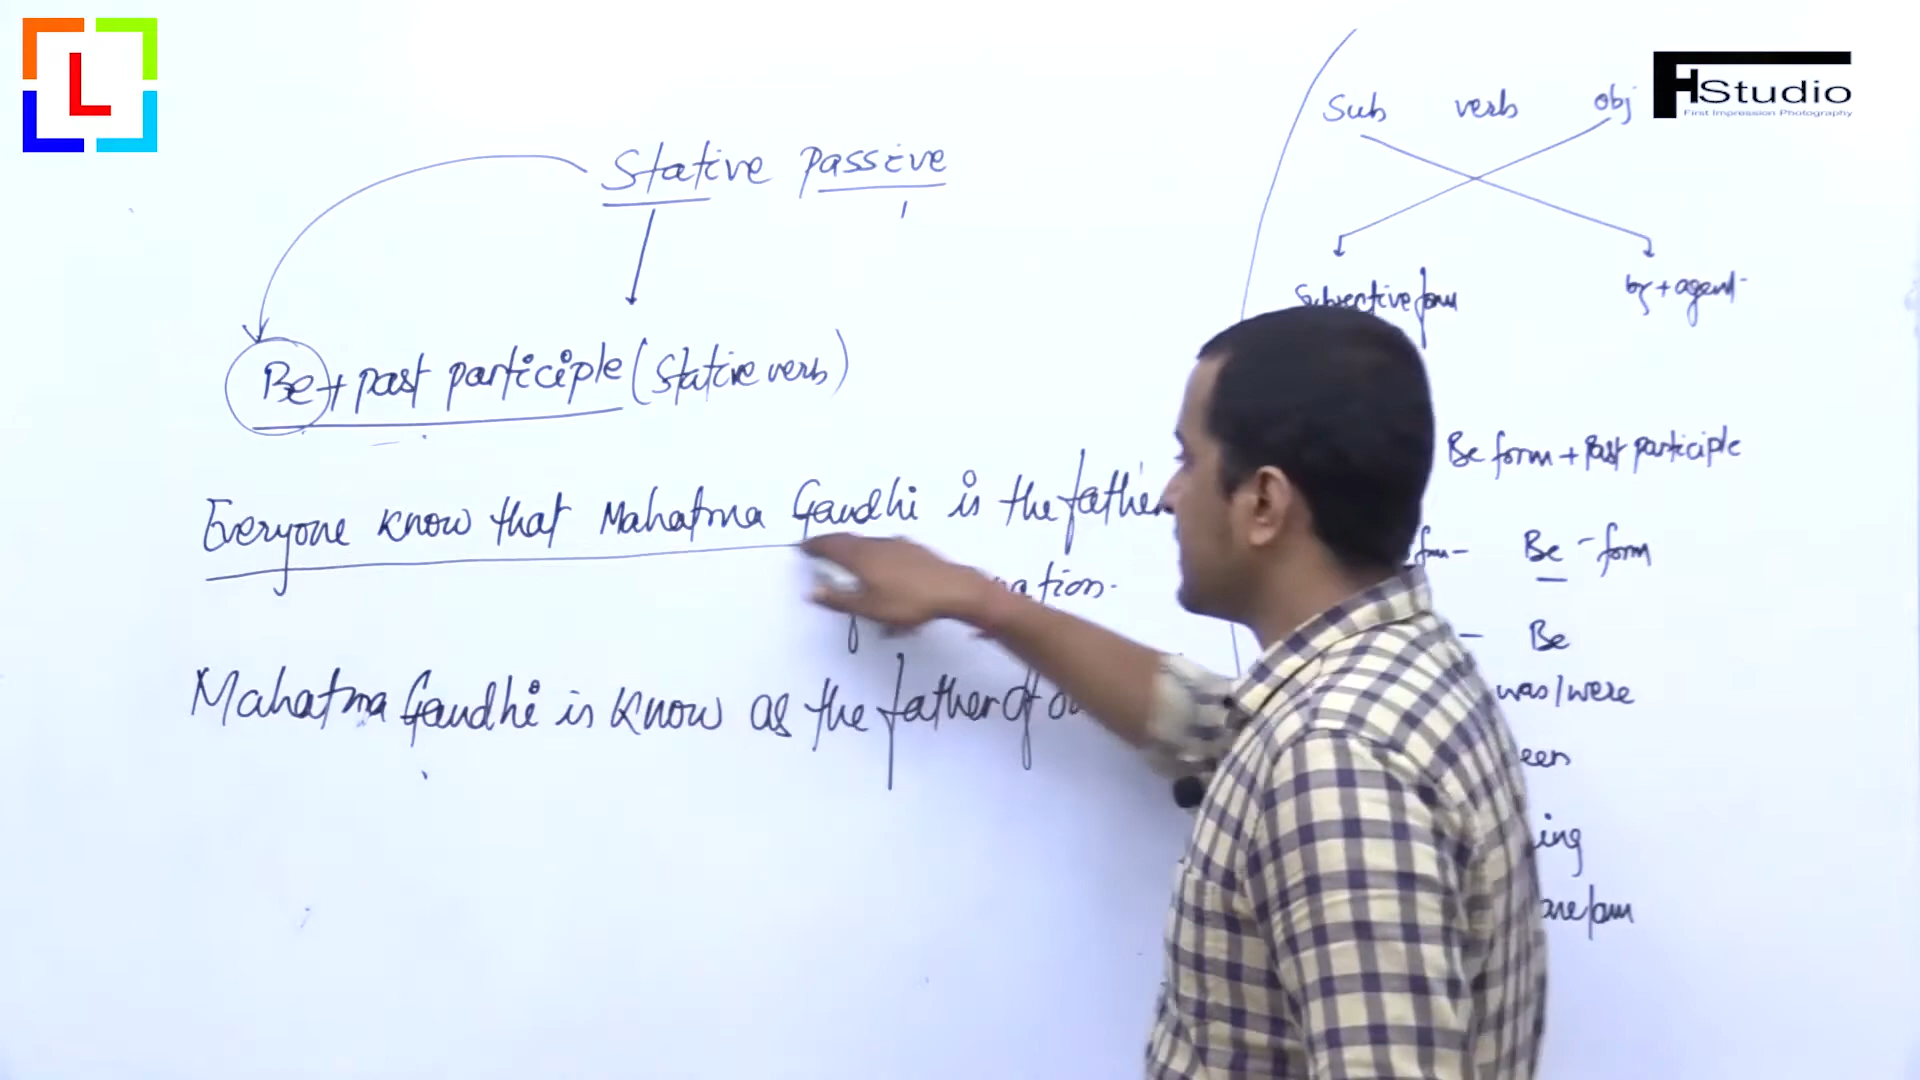 L
HStudio
First Impression Photography
Stative passive
Be + past participle (Stative verb)
Everyone know that Mahatma Gandhi is the father
nation.
Mahatma Gandhi is know as the father of
Sub verb obj
Subjective form
by + agent
Be form + Past participle
Be - form
- Be
was/were
een
ing
are/am